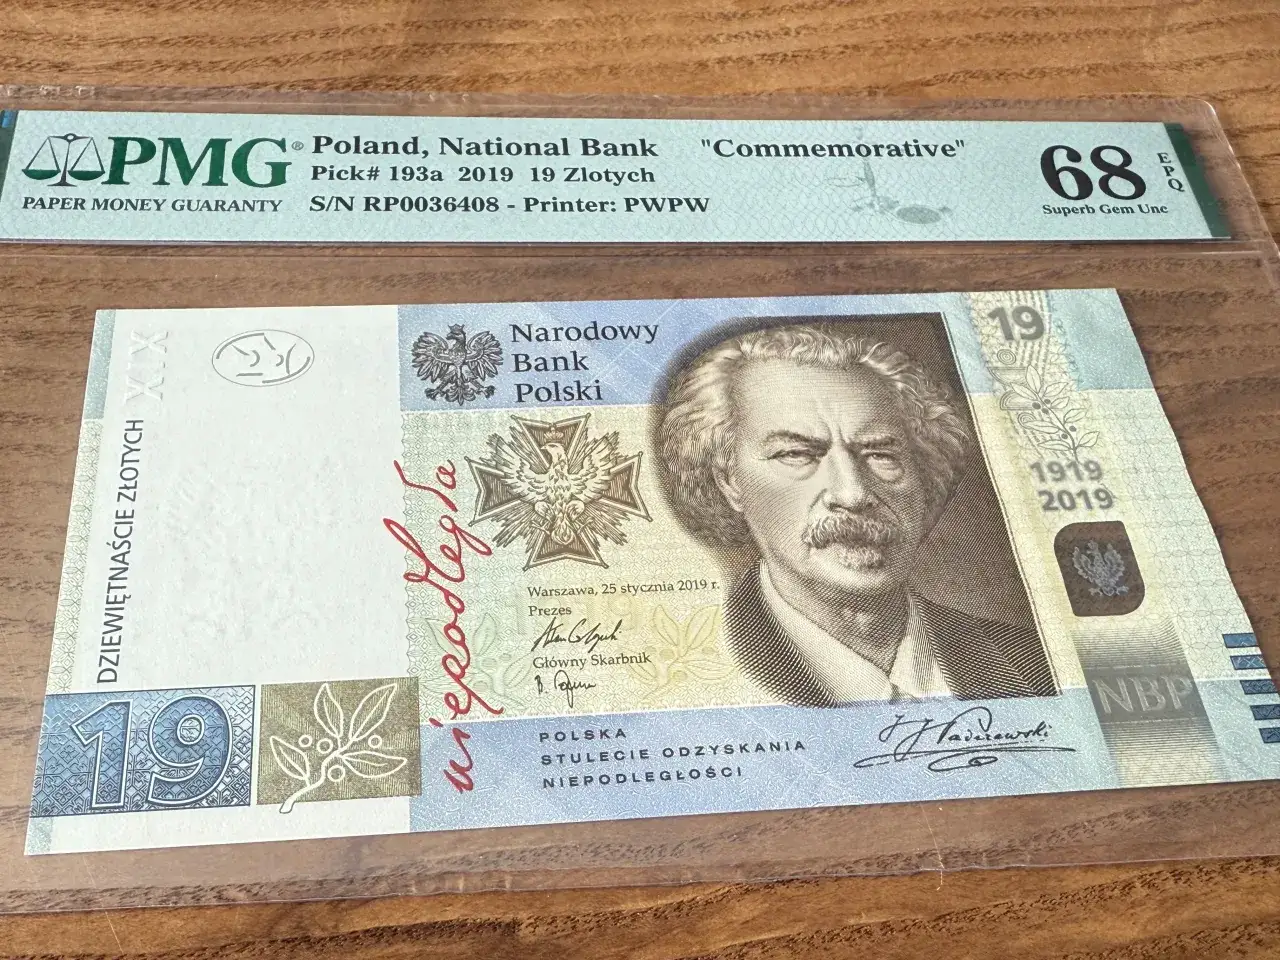 PMG®
PAPER MONEY GUARANTY
Poland, National Bank "Commemorative"
Pick# 193a 2019 19 Zlotych
S/N RP0036408 - Printer: PWPW
68
EPQ
Superb Gem Unc
XIX
DZIEWIĘTNAŚCIE ZŁOTYCH
19
Narodowy
Bank
Polski
niepodległa
Warszawa, 25 stycznia 2019 r.
Prezes
Główny Skarbnik
POLSKA
STULECIE ODZYSKANIA
NIEPODLEGŁOŚCI
I J Paderewski
19
1919
2019
NBP